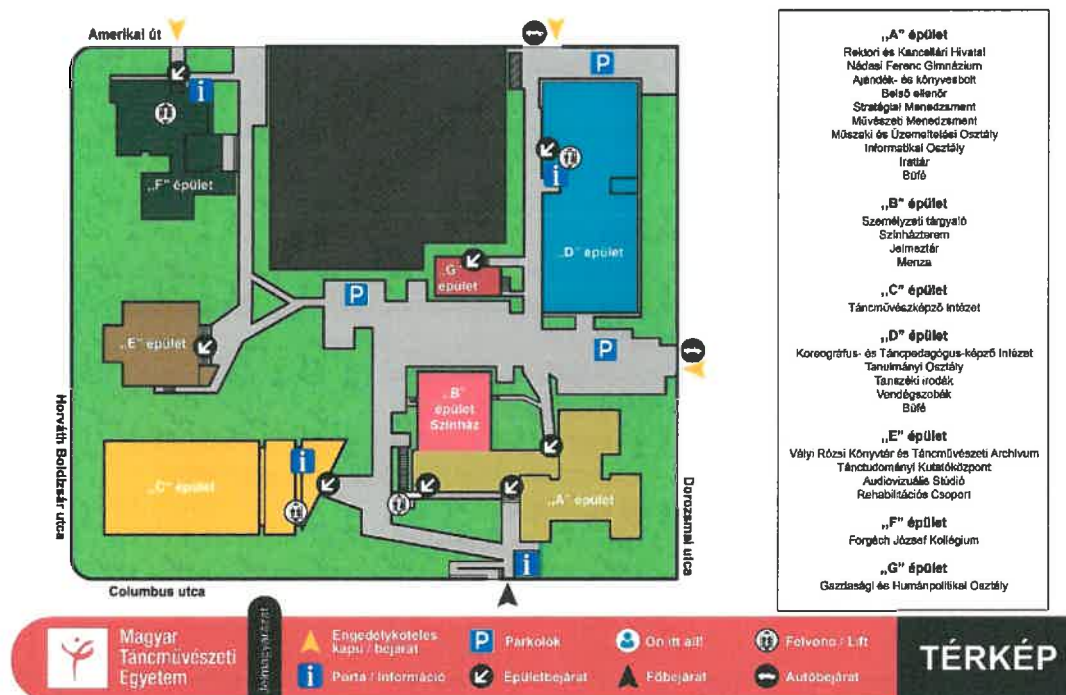 Amerikai út
„F” épület
„D” épület
„G”
épület
P
P
P
i
i
i
i
„E” épület
„B”
épület
Színház
„C” épület
„A” épület
Horváth Boldizsár utca
Dorozsmai utca
Columbus utca
„A” épület
Rektori és Kancellári Hivatal
Nádasi Ferenc Gimnázium
Ajándék- és könyvesbolt
Belső ellenőr
Stratégiai Menedzsment
Művészeti Menedzsment
Műszaki és Üzemeltetési Osztály
Informatikai Osztály
Irattár
Büfé
„B” épület
Személyzeti tárgyaló
Színházterem
Jelmeztár
Menza
„C” épület
Táncművészképző Intézet
„D” épület
Koreográfus- és Táncpedagógus-képző Intézet
Tanulmányi Osztály
Tanszéki irodák
Vendégszobák
Büfé
„E” épület
Vályi Rózsi Könyvtár és Táncművészeti Archívum
Tánctudományi Kutatóközpont
Audiovizuális Stúdió
Rehabilitációs Csoport
„F” épület
Forgách József Kollégium
„G” épület
Gazdasági és Humánpolitikai Osztály
Magyar
Táncművészeti
Egyetem
Jelmagyarázat
Engedélyköteles
kapu / bejárat
P Parkolók
Ön itt áll!
Felvonó / Lift
i Porta / Információ
Épületbejárat
Főbejárat
Autóbejárat
TÉRKÉP